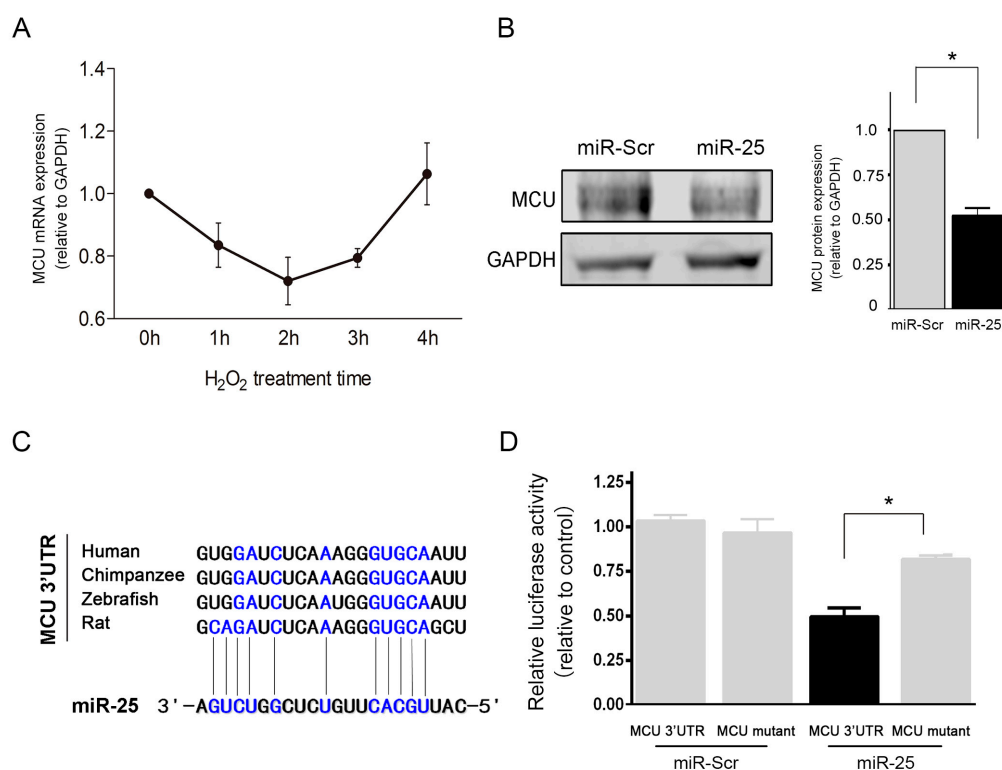 A
MCU mRNA expression
(relative to GAPDH)
1.4
1.2
1.0
0.8
0.6
0h 1h 2h 3h 4h
H₂O₂ treatment time
B
miR-Scr miR-25
MCU
GAPDH
*
MCU protein expression
(relative to GAPDH)
1.0
0.75
0.50
0.25
0
miR-Scr miR-25
C
MCU 3'UTR
Human GUGGAUCUCAAAGGGUGCAAUU
Chimpanzee GUGGAUCUCAAAGGGUGCAAUU
Zebrafish GUGGAUCUCAAUGGGUGCAAUU
Rat GCAGAUCUCAAAGGGUGCAGCU
miR-25 3'-AGUCUGGCUCUGUUCACGUUAC-5'
D
Relative luciferase activity
(relative to control)
1.25
1.00
0.75
0.50
0.25
0.00
*
MCU 3'UTR MCU mutant MCU 3'UTR MCU mutant
miR-Scr miR-25